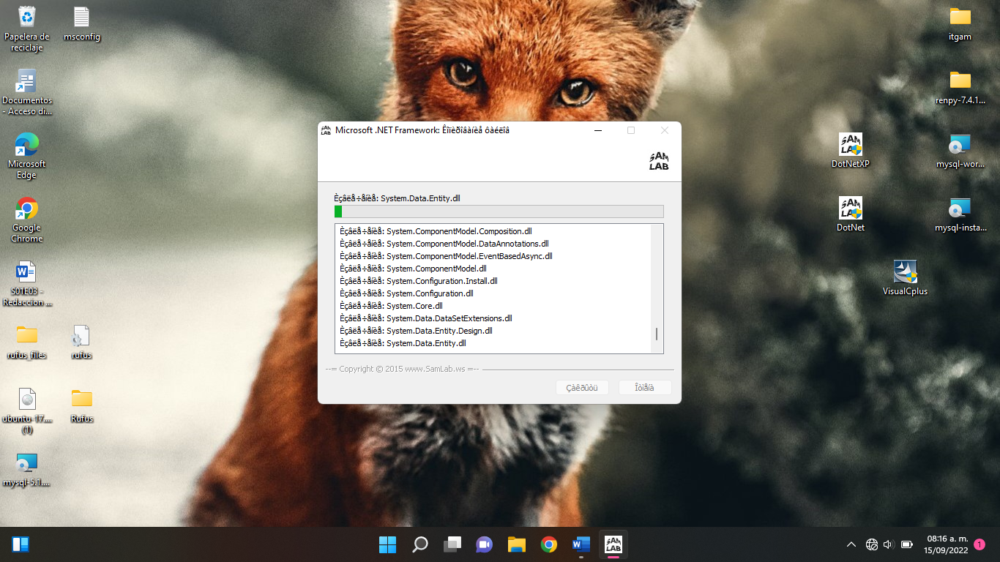 Papelera de
reciclaje
msconfig
Documentos
- Acceso di...
Microsoft
Edge
Google
Chrome
S01E03 -
Redaccion ...
rufus_files
rufus
ubuntu-17....
(1)
Rufus
mysql-5.1....
itgam
renpy-7.4.1...
DotNetXP
mysql-wor...
DotNet
mysql-insta...
VisualCplus
SAM
LAB
Microsoft .NET Framework: Êîïèðîâàíèå ôàéëîâ
SAM
LAB
Èçâëå÷åíèå: System.Data.Entity.dll
Èçâëå÷åíèå: System.ComponentModel.Composition.dll
Èçâëå÷åíèå: System.ComponentModel.DataAnnotations.dll
Èçâëå÷åíèå: System.ComponentModel.EventBasedAsync.dll
Èçâëå÷åíèå: System.ComponentModel.dll
Èçâëå÷åíèå: System.Configuration.Install.dll
Èçâëå÷åíèå: System.Configuration.dll
Èçâëå÷åíèå: System.Core.dll
Èçâëå÷åíèå: System.Data.DataSetExtensions.dll
Èçâëå÷åíèå: System.Data.Entity.Design.dll
Èçâëå÷åíèå: System.Data.Entity.dll
--= Copyright © 2015 www.SamLab.ws =--
Çàêðûòü
Îòìåíà
SAM
LAB
08:16 a. m.
15/09/2022
1